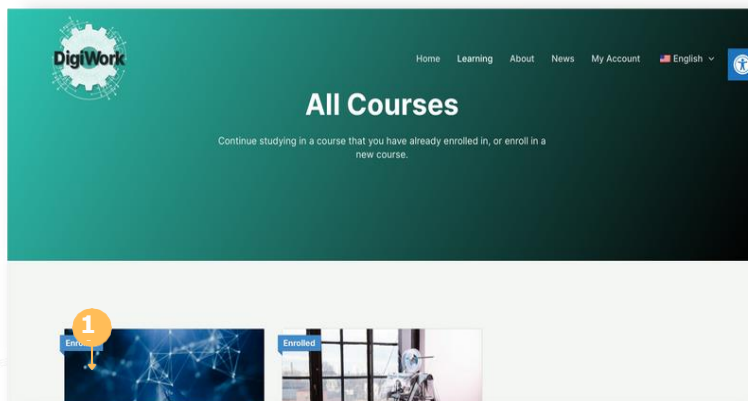 DigiWork
Home Learning About News My Account English
All Courses
Continue studying in a course that you have already enrolled in, or enroll in a
new course.
1
Enrolled